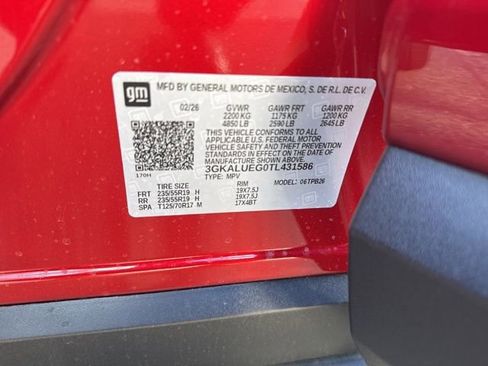 gm
MFD BY GENERAL MOTORS DE MEXICO, S. DE R.L. DE C.V.
02/26 GVWR GAWR FRT GAWR RR
2200 KG 1175 KG 1200 KG
4850 LB 2590 LB 2645 LB
THIS VEHICLE CONFORMS TO ALL APPLICABLE
U.S. FEDERAL MOTOR VEHICLE SAFETY, BUMPER,
AND THEFT PREVENTION STANDARDS IN EFFECT
ON THE DATE OF MANUFACTURE SHOWN ABOVE.
3GKALUEG0TL431586
TYPE: MPV MODEL: 06TPB26
170H
TIRE SIZE RIM
FRT 235/55R19 H 19X7.5J
RR 235/55R19 H 19X7.5J
SPA T125/70R17 M 17X4BT